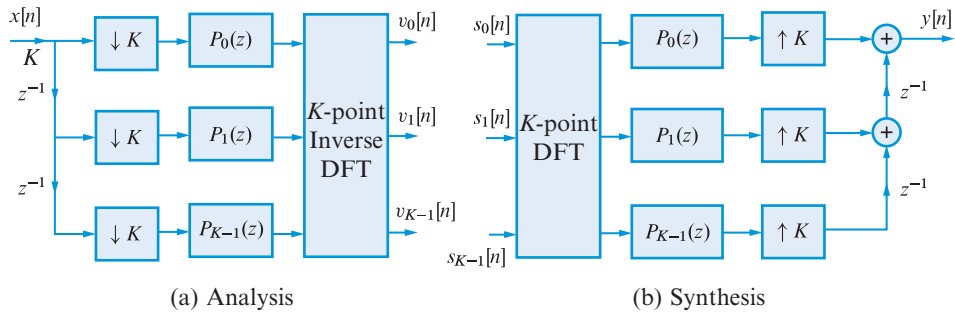 x[n]
K
↓ K
P₀(z)
v₀[n]
z⁻¹
↓ K
P₁(z)
K-point
Inverse
DFT
v₁[n]
z⁻¹
↓ K
P_{K−1}(z)
v_{K−1}[n]
(a) Analysis
s₀[n]
P₀(z)
↑ K
+
y[n]
z⁻¹
s₁[n]
K-point
DFT
P₁(z)
↑ K
+
z⁻¹
s_{K−1}[n]
P_{K−1}(z)
↑ K
(b) Synthesis